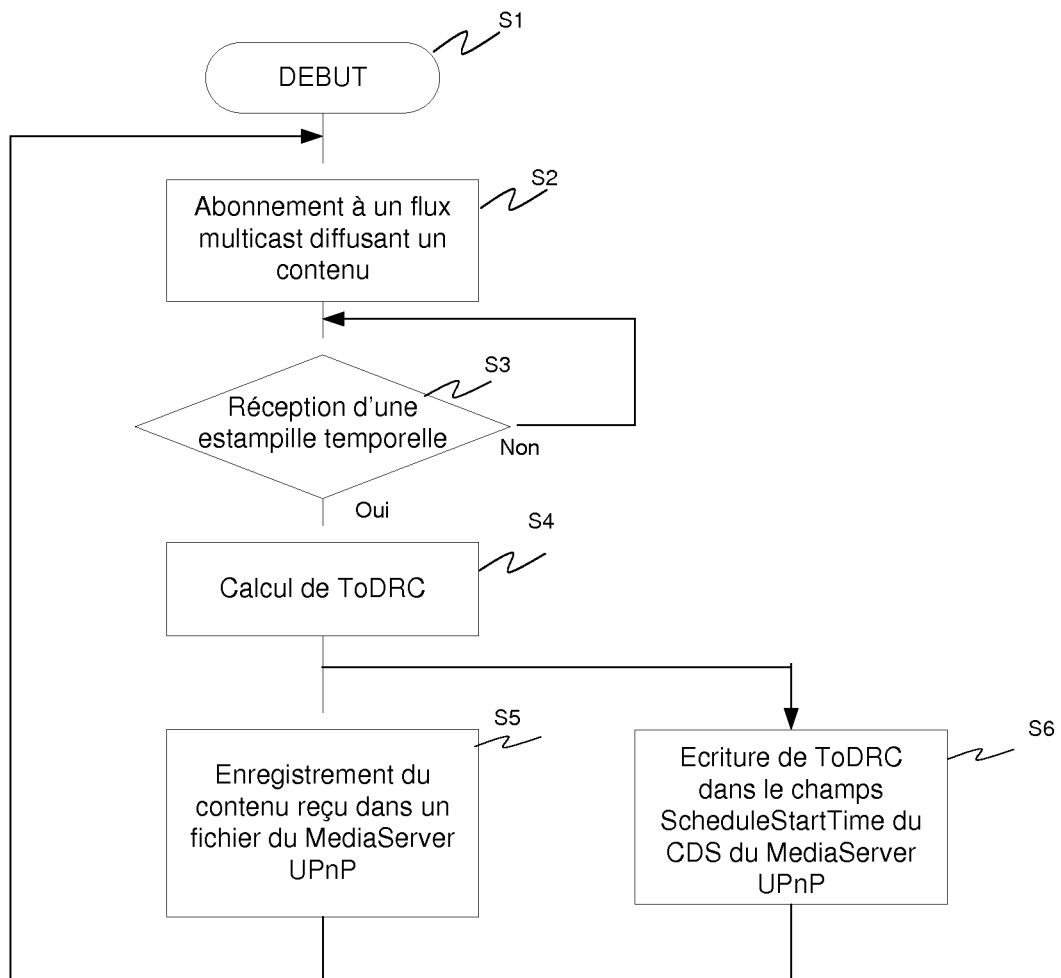 S1
DEBUT
S2
Abonnement à un flux
multicast diffusant un
contenu
S3
Réception d'une
estampille temporelle
Non
Oui
S4
Calcul de ToDRC
S5
Enregistrement du
contenu reçu dans un
fichier du MediaServer
UPnP
S6
Ecriture de ToDRC
dans le champs
ScheduleStartTime du
CDS du MediaServer
UPnP